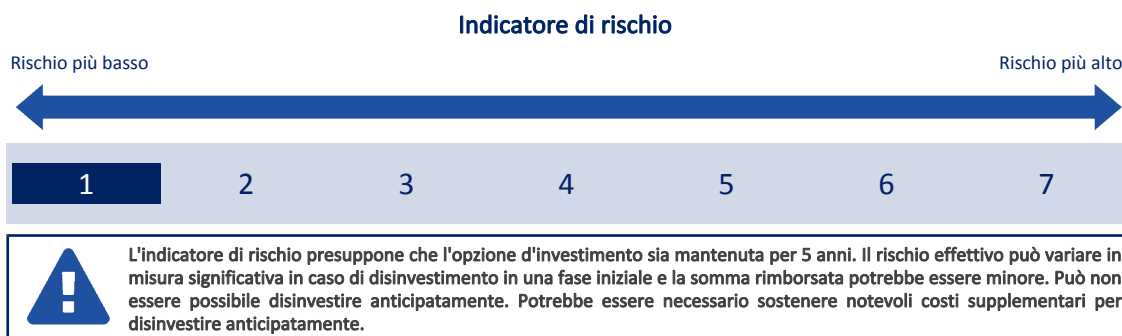 Indicatore di rischio
Rischio più basso Rischio più alto
1 2 3 4 5 6 7
L'indicatore di rischio presuppone che l'opzione d'investimento sia mantenuta per 5 anni. Il rischio effettivo può variare in
misura significativa in caso di disinvestimento in una fase iniziale e la somma rimborsata potrebbe essere minore. Può non
essere possibile disinvestire anticipatamente. Potrebbe essere necessario sostenere notevoli costi supplementari per
disinvestire anticipatamente.